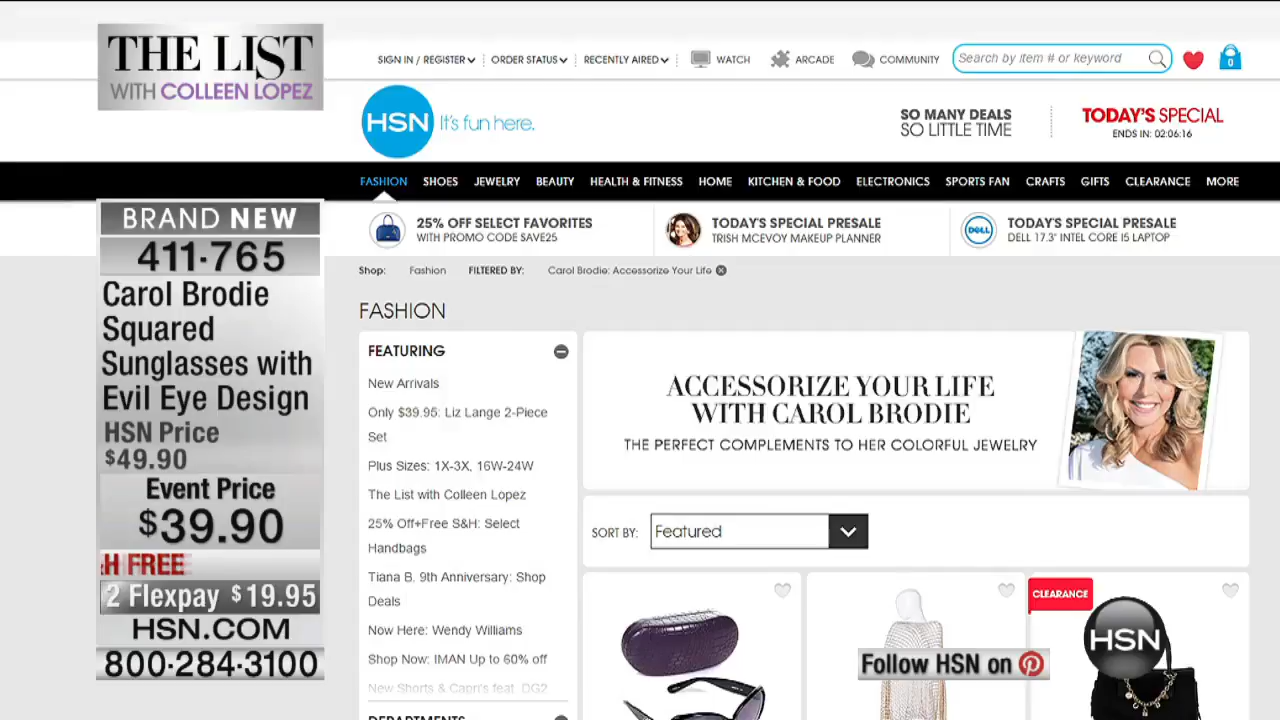 THE LIST
WITH COLLEEN LOPEZ
SIGN IN / REGISTER
ORDER STATUS
RECENTLY AIRED
WATCH
ARCADE
COMMUNITY
Search by item # or keyword
0
HSN It's fun here.
SO MANY DEALS
SO LITTLE TIME
TODAY'S SPECIAL
ENDS IN: 02:06:16
FASHION
SHOES
JEWELRY
BEAUTY
HEALTH & FITNESS
HOME
KITCHEN & FOOD
ELECTRONICS
SPORTS FAN
CRAFTS
GIFTS
CLEARANCE
MORE
BRAND NEW
411·765
Carol Brodie
Squared
Sunglasses with
Evil Eye Design
HSN Price
$49.90
Event Price
$39.90
H FREE
2 Flexpay $19.95
HSN.COM
800·284·3100
25% OFF SELECT FAVORITES
WITH PROMO CODE SAVE25
TODAY'S SPECIAL PRESALE
TRISH MCEVOY MAKEUP PLANNER
DELL
TODAY'S SPECIAL PRESALE
DELL 17.3" INTEL CORE I5 LAPTOP
Shop: Fashion FILTERED BY: Carol Brodie: Accessorize Your Life
FASHION
FEATURING
New Arrivals
Only $39.95: Liz Lange 2-Piece
Set
Plus Sizes: 1X-3X, 16W-24W
The List with Colleen Lopez
25% Off+Free S&H: Select
Handbags
Tiana B. 9th Anniversary: Shop
Deals
Now Here: Wendy Williams
Shop Now: IMAN Up to 60% off
New Shorts & Capri's feat. DG2
DEPARTMENTS
ACCESSORIZE YOUR LIFE
WITH CAROL BRODIE
THE PERFECT COMPLEMENTS TO HER COLORFUL JEWELRY
SORT BY: Featured
CLEARANCE
HSN
Follow HSN on